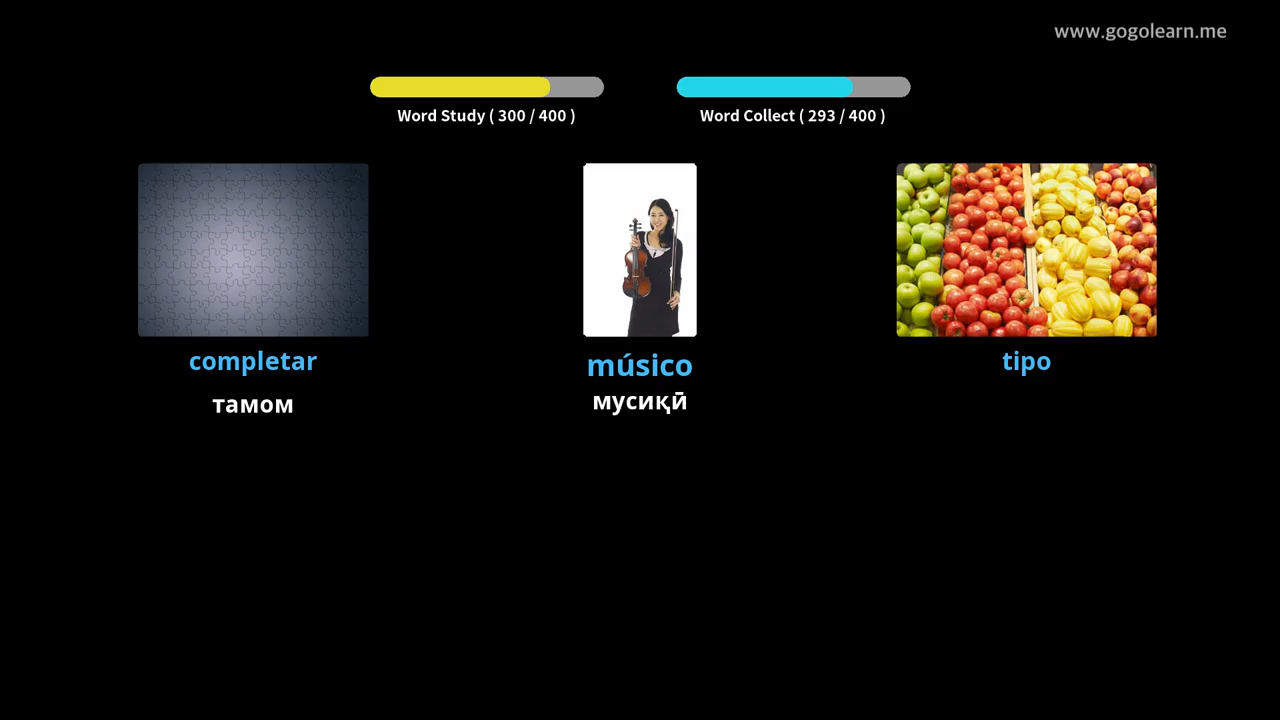 www.gogolearn.me
Word Study ( 300 / 400 )
Word Collect ( 293 / 400 )
completar
músico
tipo
тамом
мусиқӣ